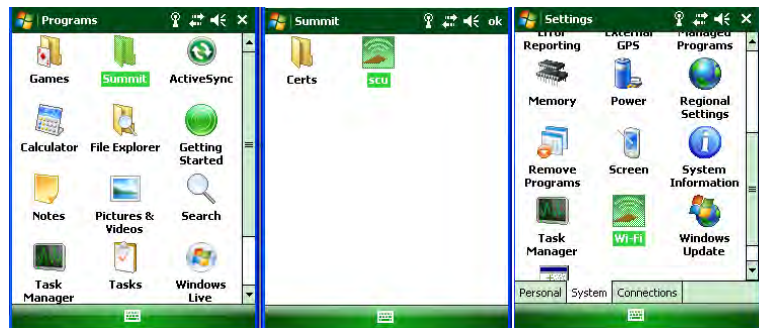 Programs
Games Summit ActiveSync
Calculator File Explorer Getting Started
Notes Pictures & Videos Search
Task Manager Tasks Windows Live
Summit ok
Certs scu
Settings
Error Reporting External GPS Managed Programs
Memory Power Regional Settings
Remove Programs Screen System Information
Task Manager Wi-Fi Windows Update
Personal System Connections